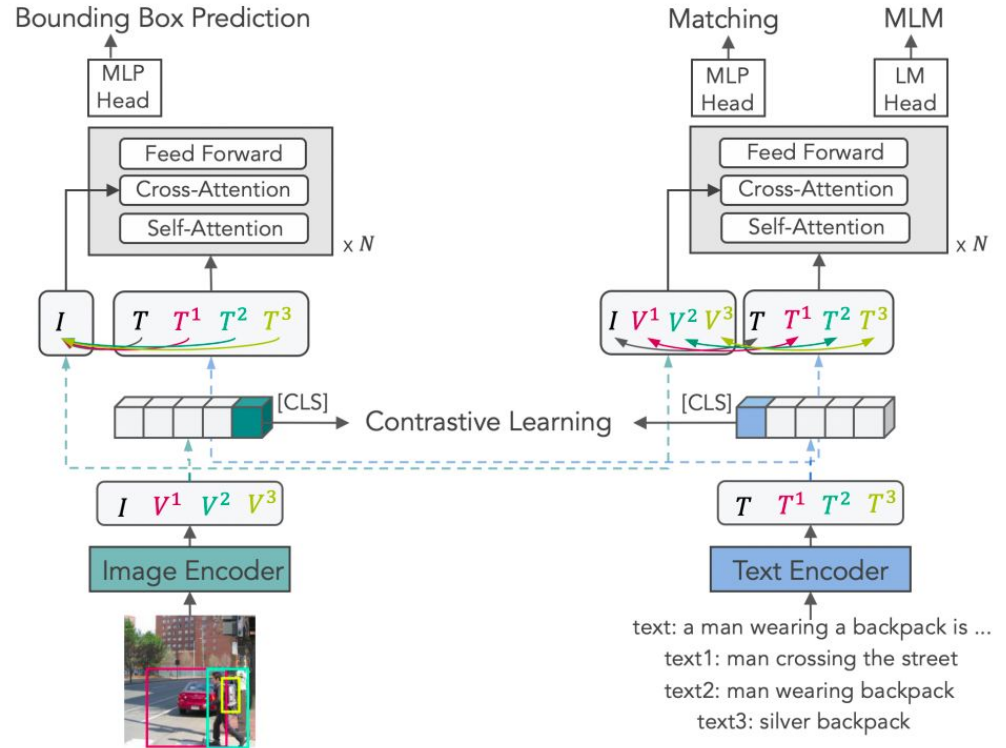 Bounding Box Prediction
MLP
Head
Feed Forward
Cross-Attention
Self-Attention
x N
I T T¹ T² T³
Matching
MLM
MLP
Head
LM
Head
Feed Forward
Cross-Attention
Self-Attention
x N
I V¹ V² V³ T T¹ T² T³
[CLS]
Contrastive Learning
[CLS]
I V¹ V² V³
Image Encoder
T T¹ T² T³
Text Encoder
text: a man wearing a backpack is ...
text1: man crossing the street
text2: man wearing backpack
text3: silver backpack